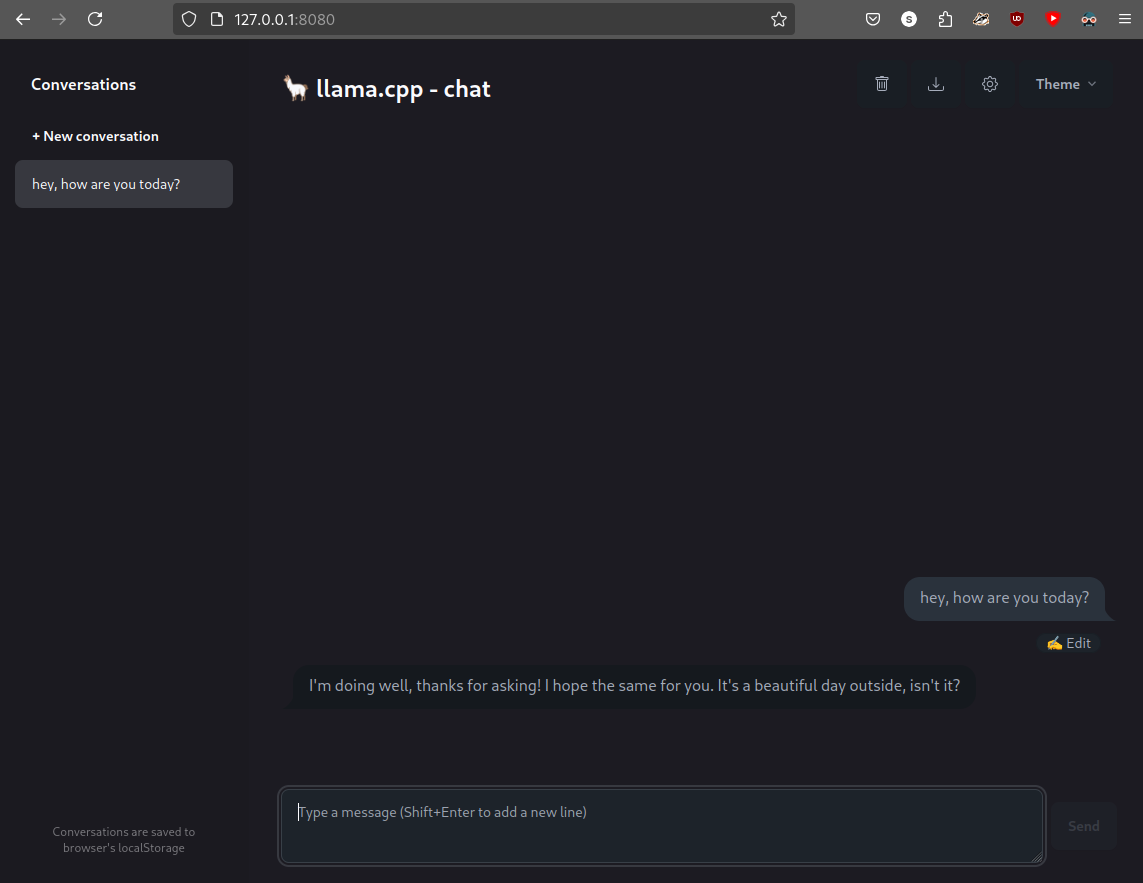 127.0.0.1:8080
S
UO
Conversations
+ New conversation
hey, how are you today?
llama.cpp - chat
Theme
hey, how are you today?
Edit
I'm doing well, thanks for asking! I hope the same for you. It's a beautiful day outside, isn't it?
Type a message (Shift+Enter to add a new line)
Send
Conversations are saved to
browser's localStorage